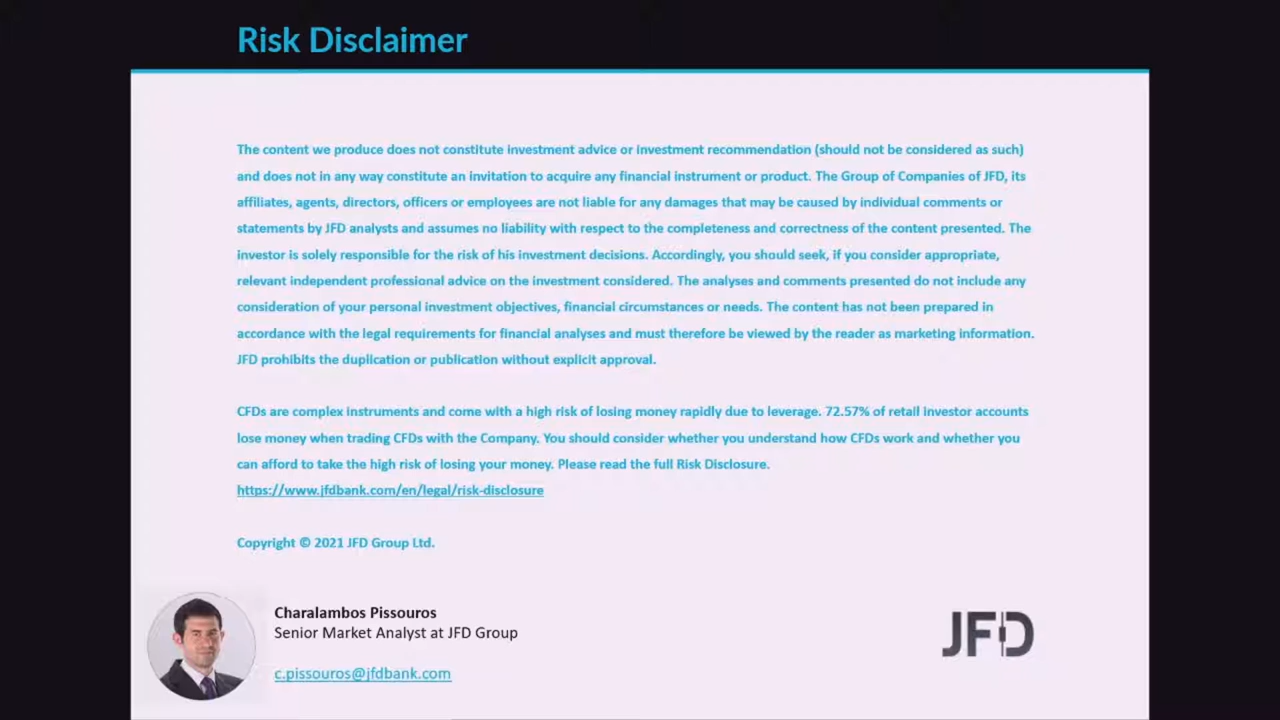 Risk Disclaimer
The content we produce does not constitute investment advice or investment recommendation (should not be considered as such)
and does not in any way constitute an invitation to acquire any financial instrument or product. The Group of Companies of JFD, its
affiliates, agents, directors, officers or employees are not liable for any damages that may be caused by individual comments or
statements by JFD analysts and assumes no liability with respect to the completeness and correctness of the content presented. The
investor is solely responsible for the risk of his investment decisions. Accordingly, you should seek, if you consider appropriate,
relevant independent professional advice on the investment considered. The analyses and comments presented do not include any
consideration of your personal investment objectives, financial circumstances or needs. The content has not been prepared in
accordance with the legal requirements for financial analyses and must therefore be viewed by the reader as marketing information.
JFD prohibits the duplication or publication without explicit approval.
CFDs are complex instruments and come with a high risk of losing money rapidly due to leverage. 72.57% of retail investor accounts
lose money when trading CFDs with the Company. You should consider whether you understand how CFDs work and whether you
can afford to take the high risk of losing your money. Please read the full Risk Disclosure.
https://www.jfdbank.com/en/legal/risk-disclosure
Copyright © 2021 JFD Group Ltd.
Charalambos Pissouros
Senior Market Analyst at JFD Group
c.pissouros@jfdbank.com
JFD